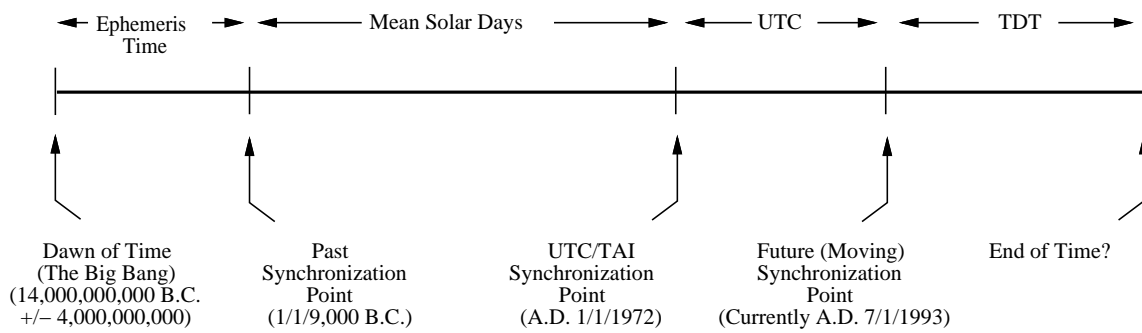 Ephemeris
Time
Mean Solar Days
UTC
TDT
Dawn of Time
(The Big Bang)
(14,000,000,000 B.C.
+/– 4,000,000,000)
Past
Synchronization
Point
(1/1/9,000 B.C.)
UTC/TAI
Synchronization
Point
(A.D. 1/1/1972)
Future (Moving)
Synchronization
Point
(Currently A.D. 7/1/1993)
End of Time?